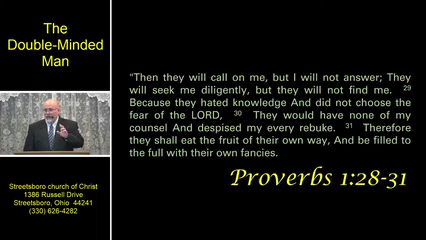 The
Double-Minded
Man
"Then they will call on me, but I will not answer; They
will seek me diligently, but they will not find me. 29
Because they hated knowledge And did not choose the
fear of the LORD, 30 They would have none of my
counsel And despised my every rebuke. 31 Therefore
they shall eat the fruit of their own way, And be filled to
the full with their own fancies.
Proverbs 1:28-31
Streetsboro church of Christ
1386 Russell Drive
Streetsboro, Ohio 44241
(330) 626-4282